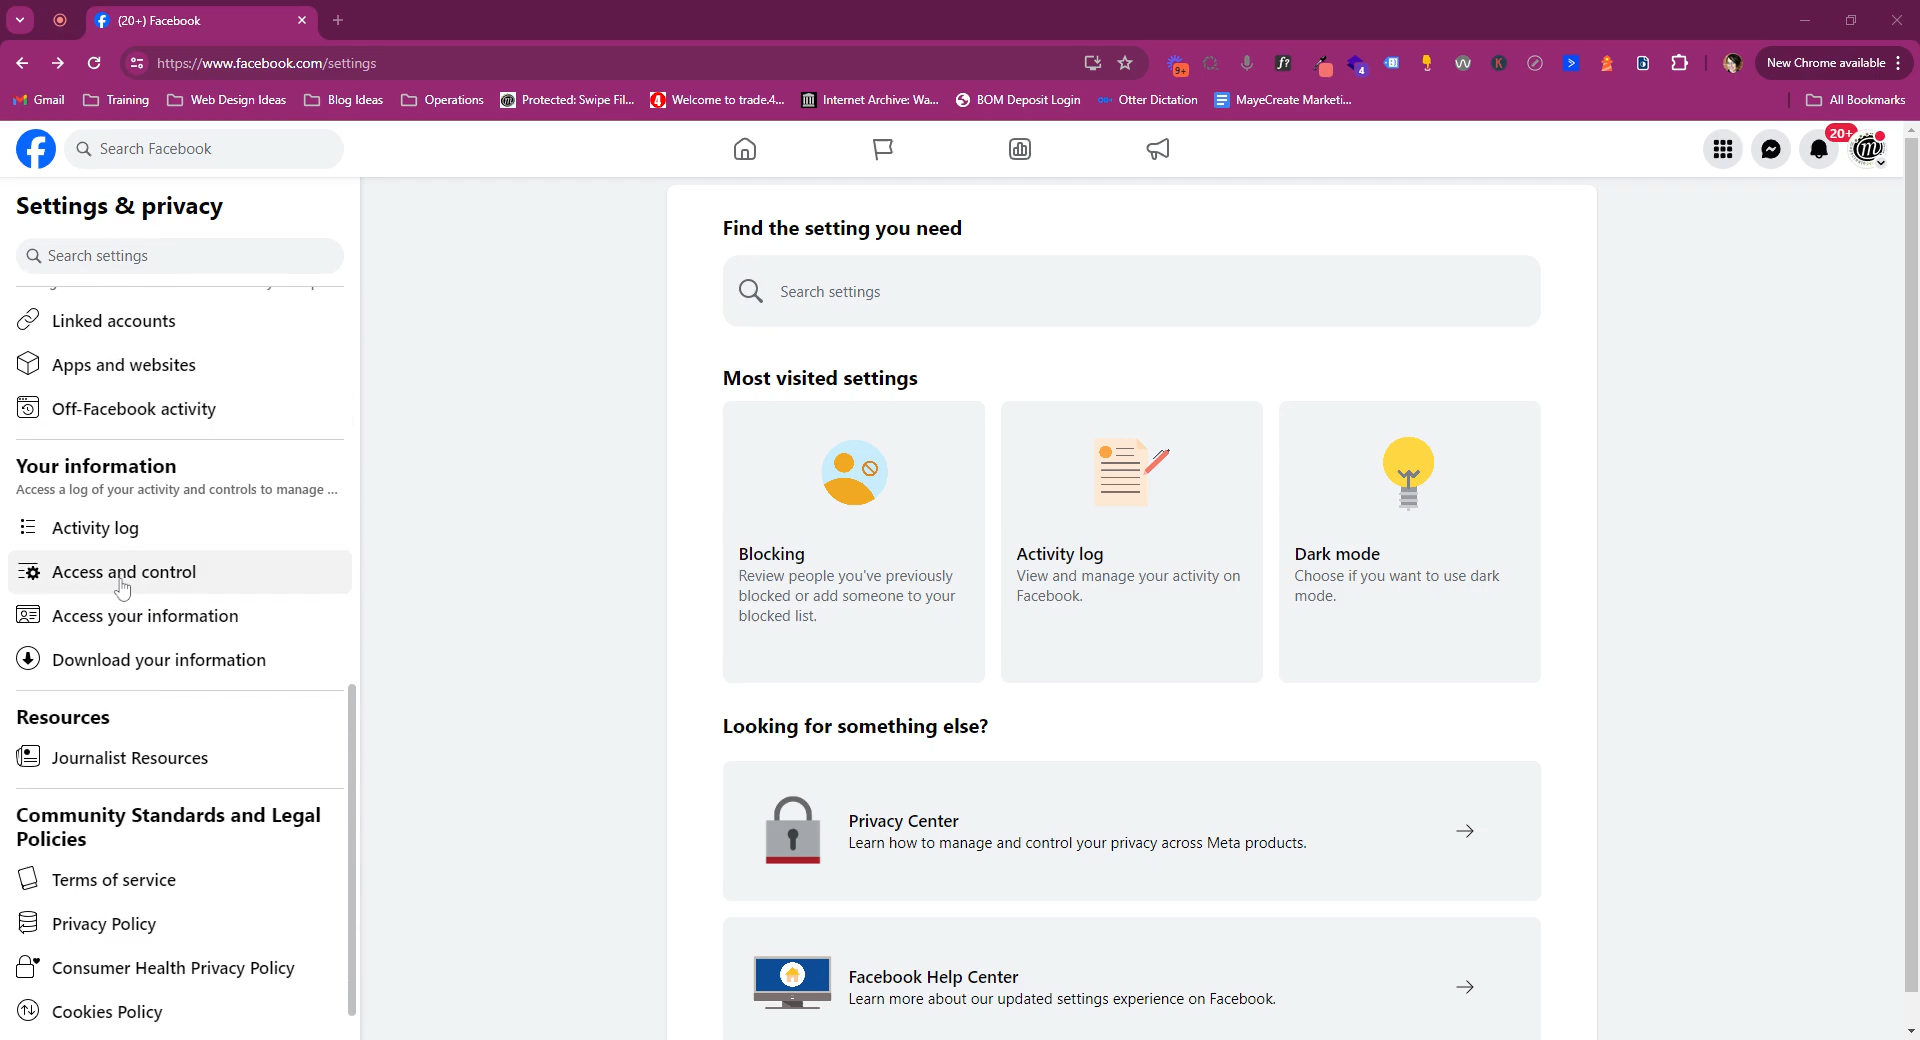 (20+) Facebook
https://www.facebook.com/settings
9+
f?
4
K
New Chrome available
Gmail
Training
Web Design Ideas
Blog Ideas
Operations
Protected: Swipe Fil...
Welcome to trade.4...
Internet Archive: Wa...
BOM Deposit Login
Otter Dictation
MayeCreate Marketi...
All Bookmarks
Search Facebook
20+
m
Settings & privacy
Search settings
Linked accounts
Apps and websites
Off-Facebook activity
Your information
Access a log of your activity and controls to manage ...
Activity log
Access and control
Access your information
Download your information
Resources
Journalist Resources
Community Standards and Legal
Policies
Terms of service
Privacy Policy
Consumer Health Privacy Policy
Cookies Policy
Find the setting you need
Search settings
Most visited settings
Blocking
Review people you've previously
blocked or add someone to your
blocked list.
Activity log
View and manage your activity on
Facebook.
Dark mode
Choose if you want to use dark
mode.
Looking for something else?
Privacy Center
Learn how to manage and control your privacy across Meta products.
Facebook Help Center
Learn more about our updated settings experience on Facebook.